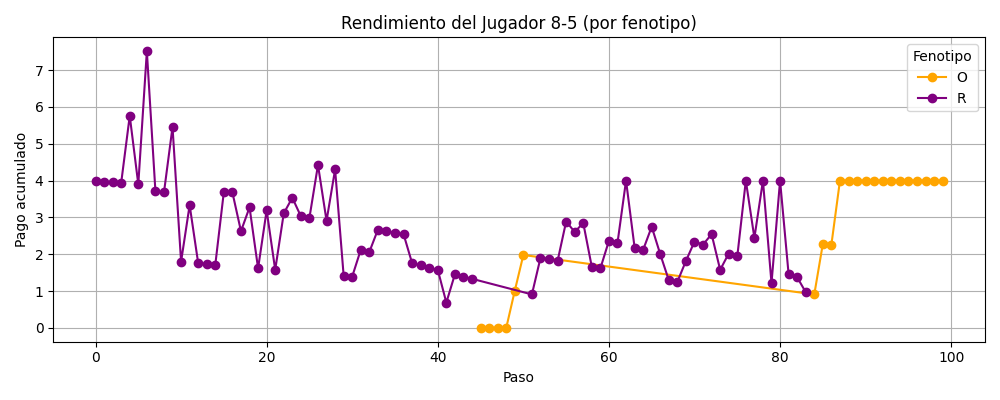 Rendimiento del Jugador 8-5 (por fenotipo)
Fenotipo
O
R
Pago acumulado
7
6
5
4
3
2
1
0
0 20 40 60 80 100
Paso